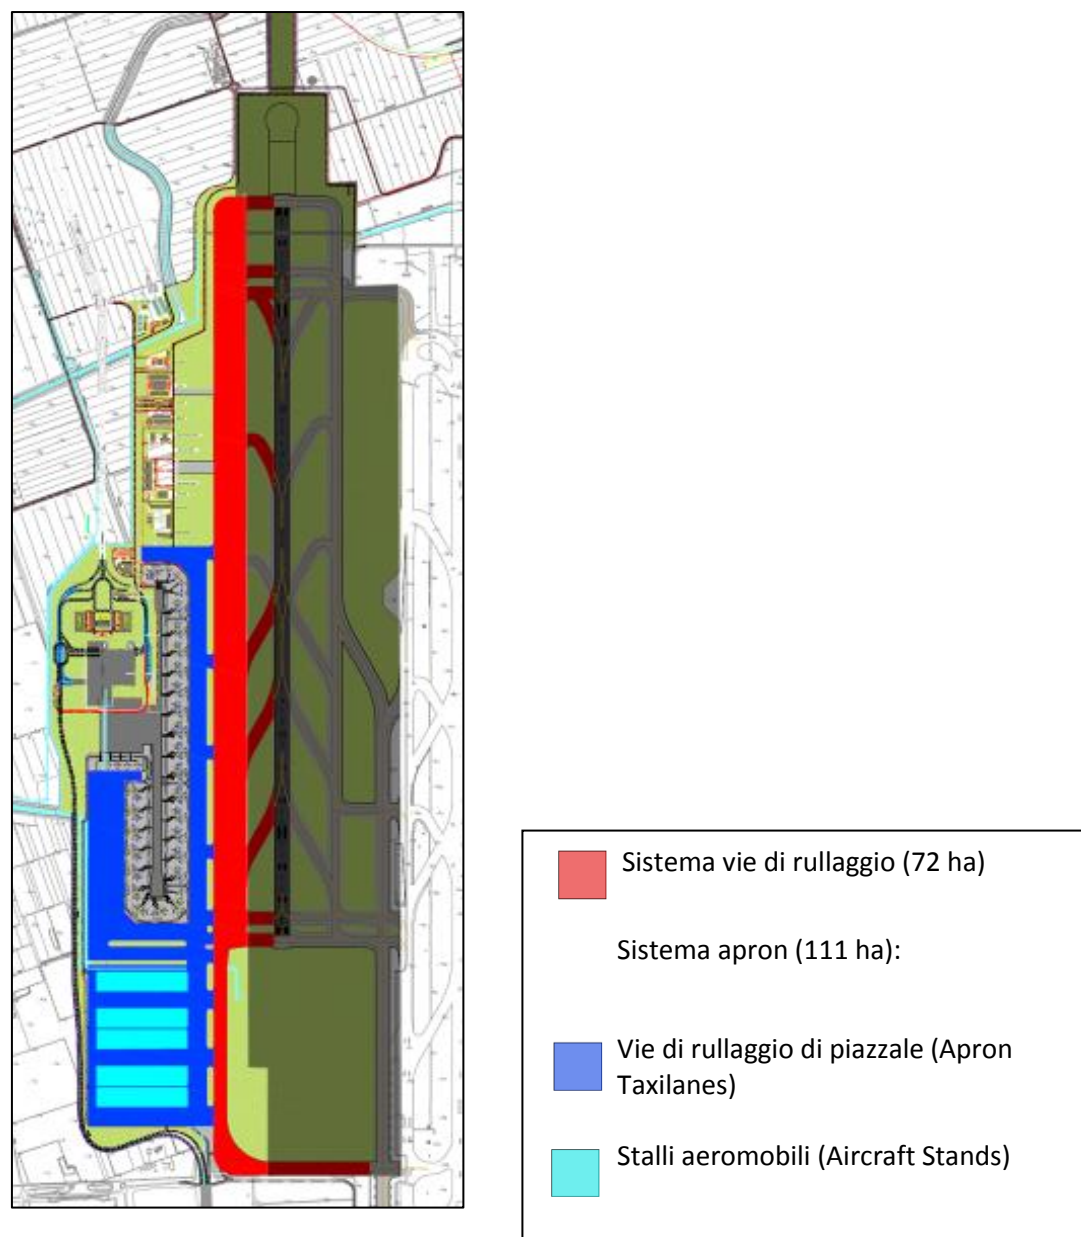 Sistema vie di rullaggio (72 ha)
Sistema apron (111 ha):
Vie di rullaggio di piazzale (Apron
Taxilanes)
Stalli aeromobili (Aircraft Stands)